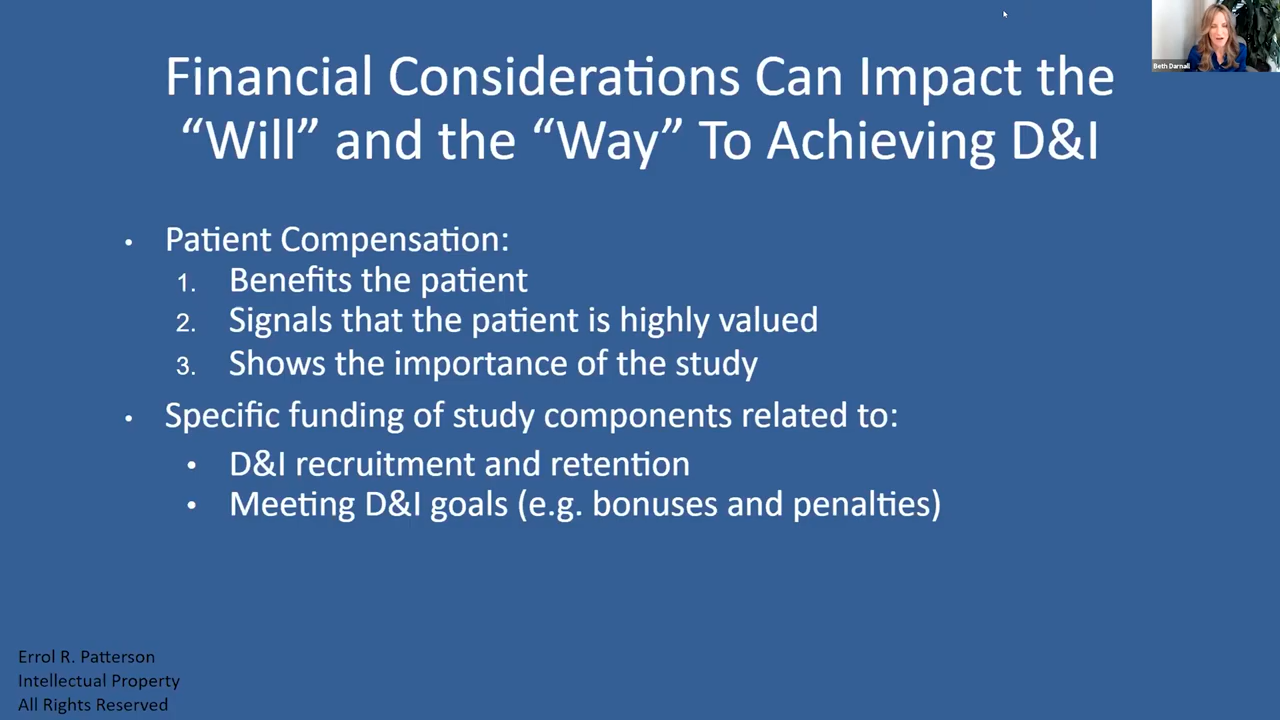 Beth Darnall
Financial Considerations Can Impact the
“Will” and the “Way” To Achieving D&I
• Patient Compensation:
1. Benefits the patient
2. Signals that the patient is highly valued
3. Shows the importance of the study
• Specific funding of study components related to:
• D&I recruitment and retention
• Meeting D&I goals (e.g. bonuses and penalties)
Errol R. Patterson
Intellectual Property
All Rights Reserved